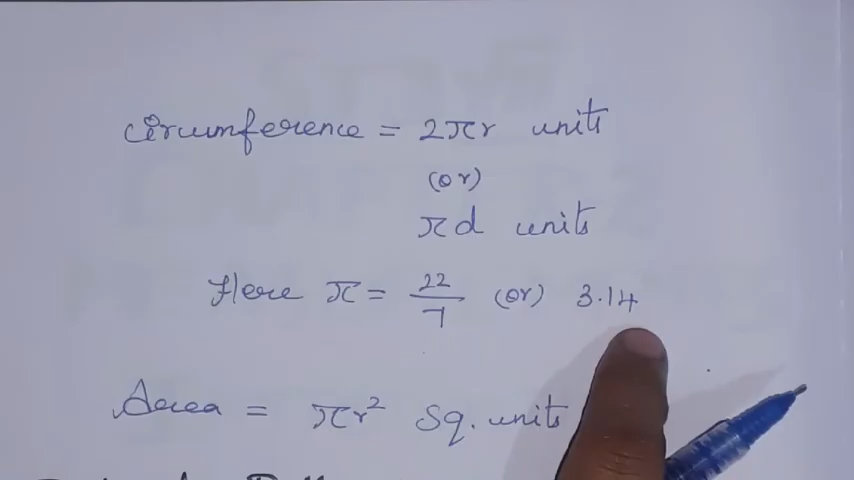 Circumference = 2πr units
(or)
πd units
Here π = 22/7 (or) 3.14
Area = πr² Sq. units